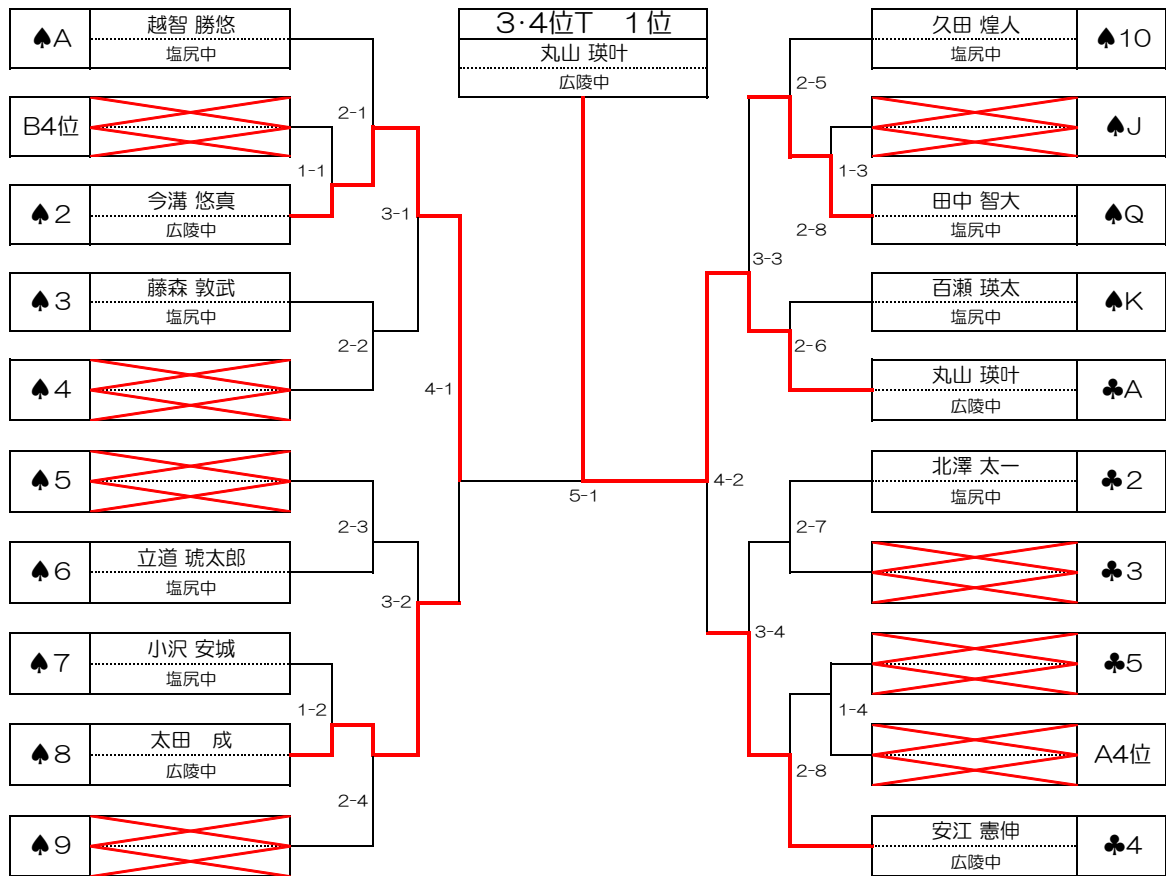 3·4位T 1位
丸山 瑛叶
広陵中
♠A
越智 勝悠
塩尻中
B4位
♠2
今溝 悠真
広陵中
♠3
藤森 敦武
塩尻中
♠4
♠5
♠6
立道 琥太郎
塩尻中
♠7
小沢 安城
塩尻中
♠8
太田 成
広陵中
♠9
2-1
1-1
3-1
2-2
4-1
2-3
3-2
1-2
2-4
5-1
2-5
1-3
2-8
3-3
2-6
4-2
2-7
3-4
1-4
2-8
久田 煌人
塩尻中
♠10
♠J
田中 智大
塩尻中
♠Q
百瀬 瑛太
塩尻中
♠K
丸山 瑛叶
広陵中
♣A
北澤 太一
塩尻中
♣2
♣3
♣5
A4位
安江 憲伸
広陵中
♣4